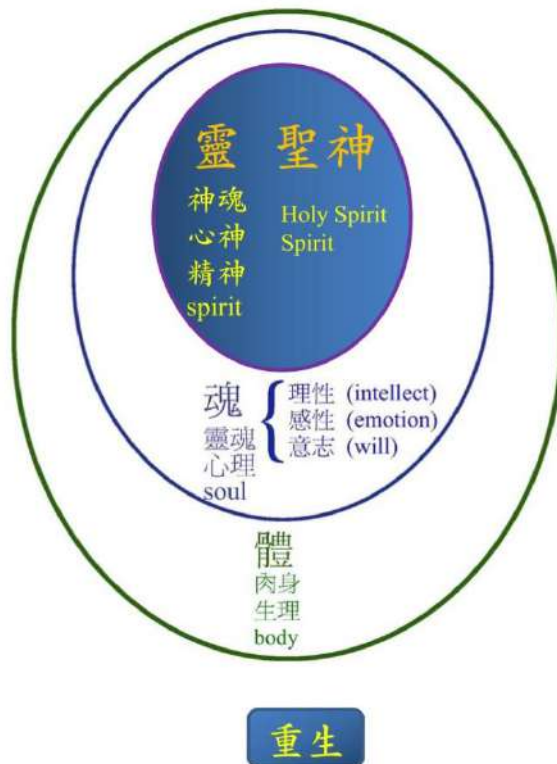 靈 聖神
神魂
心神
精神
spirit
Holy Spirit
Spirit
魂
靈魂
心理
soul
理性 (intellect)
感性 (emotion)
意志 (will)
體
肉身
生理
body
重生